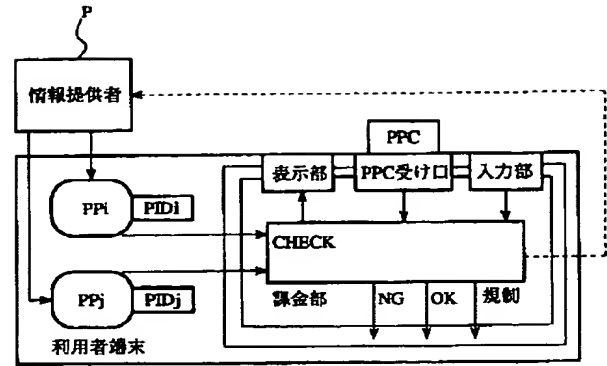 P
情報提供者
PPC
表示部
PPC受け口
入力部
PPi
PIDi
CHECK
PPj
PIDj
課金部
NG
OK
規制
利用者端末